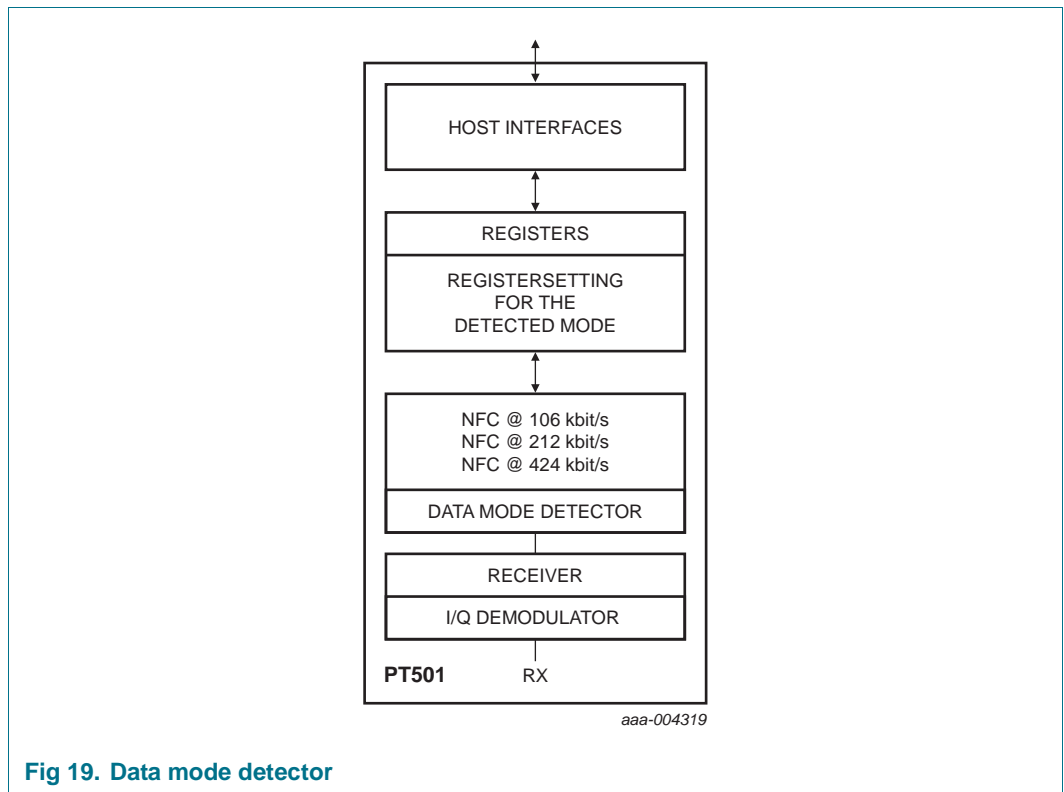 HOST INTERFACES
REGISTERS
REGISTERSETTING
FOR THE
DETECTED MODE
NFC @ 106 kbit/s
NFC @ 212 kbit/s
NFC @ 424 kbit/s
DATA MODE DETECTOR
RECEIVER
I/Q DEMODULATOR
PT501 RX
aaa-004319
Fig 19. Data mode detector